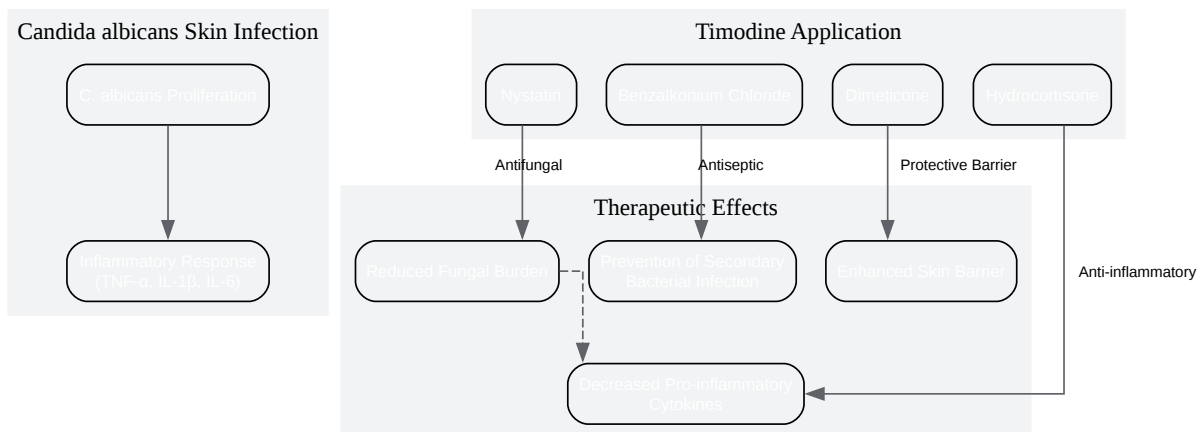 Candida albicans Skin Infection
Timodine Application
C. albicans Proliferation
Nystatin
Benzalkonium Chloride
Dimeticone
Hydrocortisone
Antifungal
Antiseptic
Protective Barrier
Therapeutic Effects
Inflammatory Response
(TNF-α, IL-1β, IL-6)
Reduced Fungal Burden
Prevention of Secondary
Bacterial Infection
Enhanced Skin Barrier
Anti-inflammatory
Decreased Pro-inflammatory
Cytokines